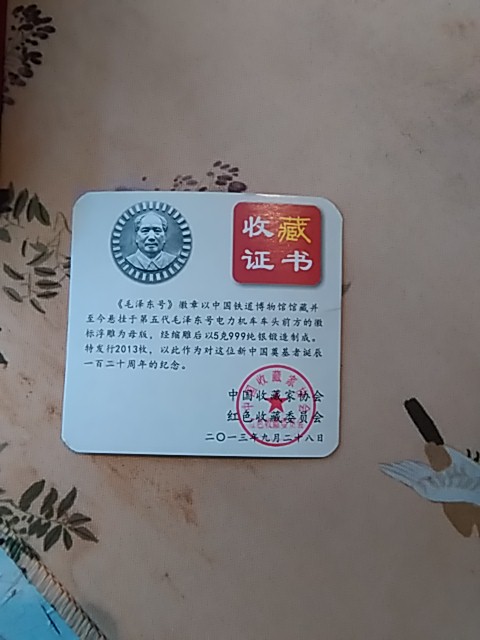 收藏
证书
《毛泽东号》徽章以中国铁道博物馆馆藏并
至今悬挂于第五代毛泽东号电力机车车头前方的徽
标浮雕为母版，经缩雕后以5克999纯银锻造制成。
特发行2013枚，以此作为对这位新中国奠基者诞辰
一百二十周年的纪念。
中国收藏家协会
红色收藏委员会
二〇一三年九月二十八日